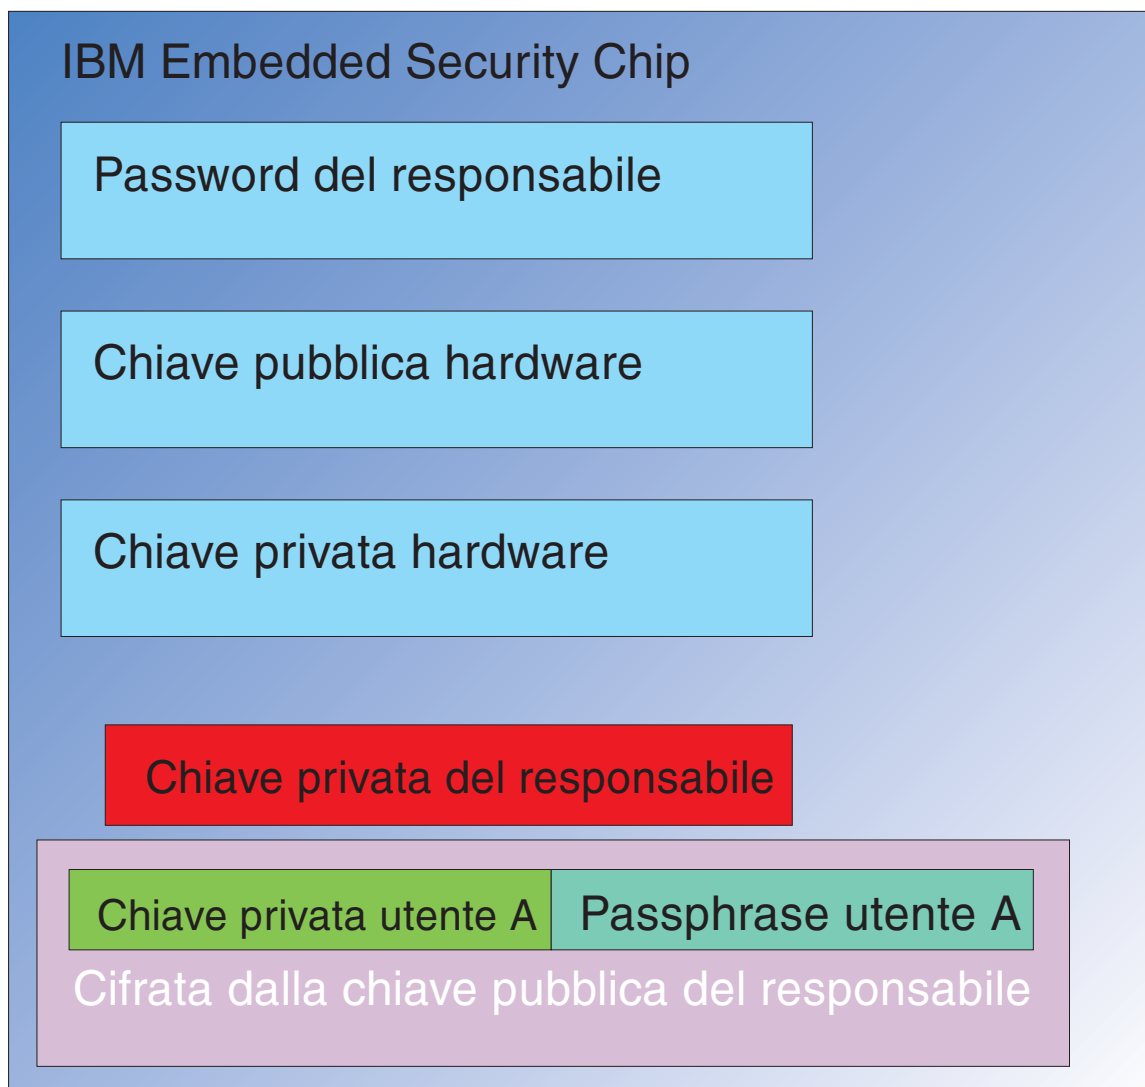 IBM Embedded Security Chip
Password del responsabile
Chiave pubblica hardware
Chiave privata hardware
Chiave privata del responsabile
Chiave privata utente A
Passphrase utente A
Cifrata dalla chiave pubblica del responsabile